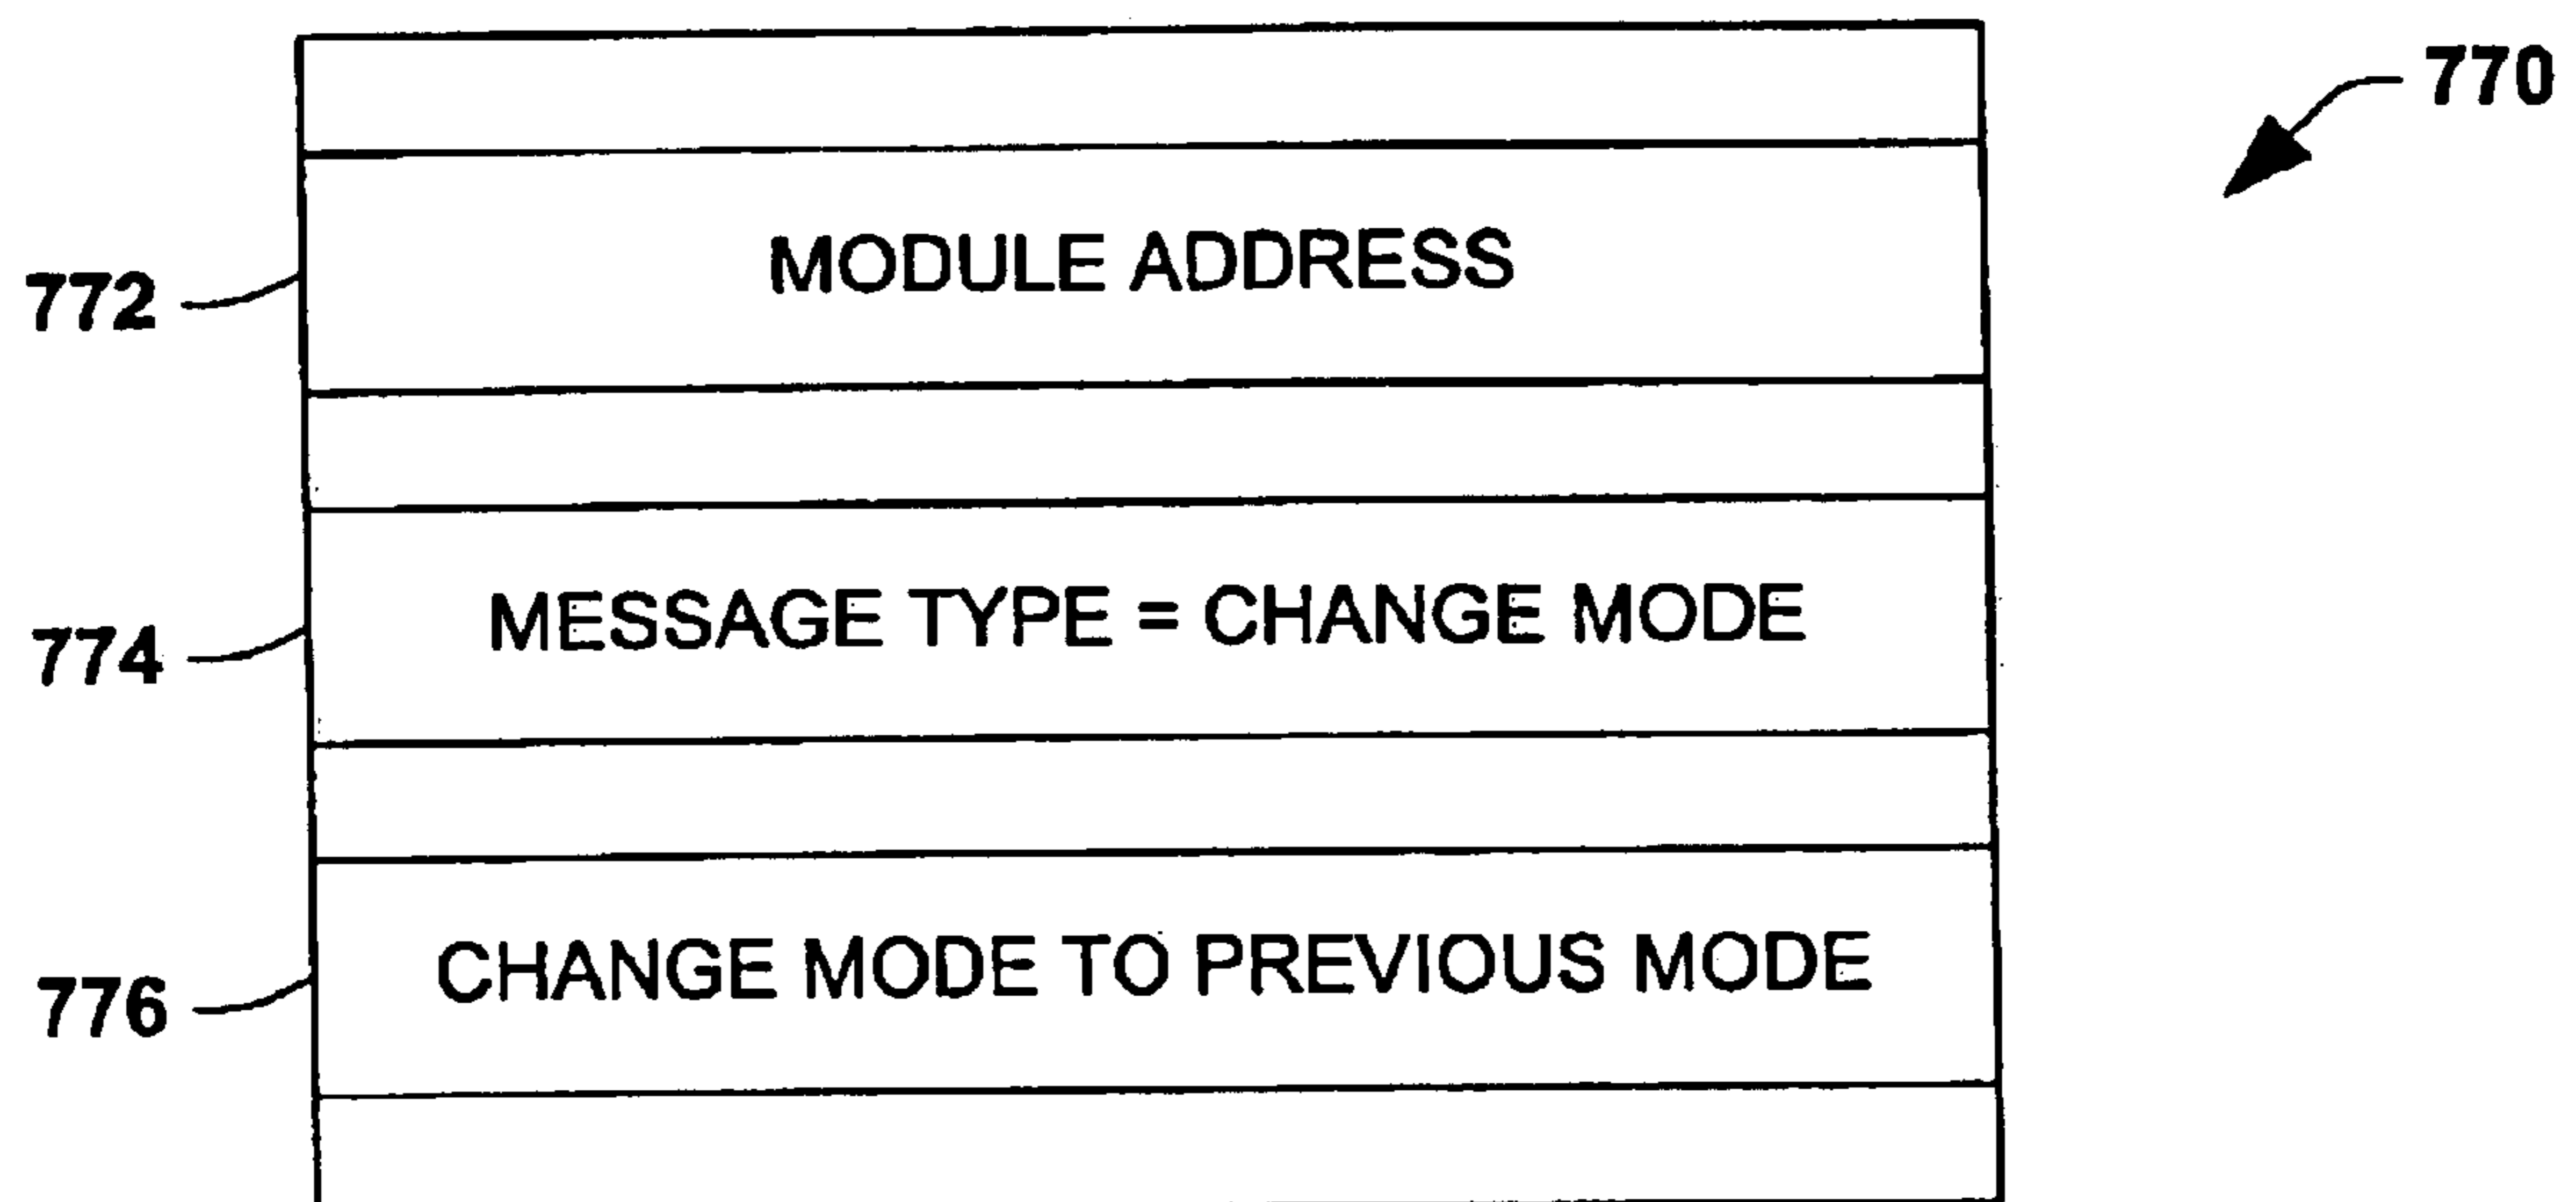 770
MODULE ADDRESS
772
MESSAGE TYPE = CHANGE MODE
774
CHANGE MODE TO PREVIOUS MODE
776